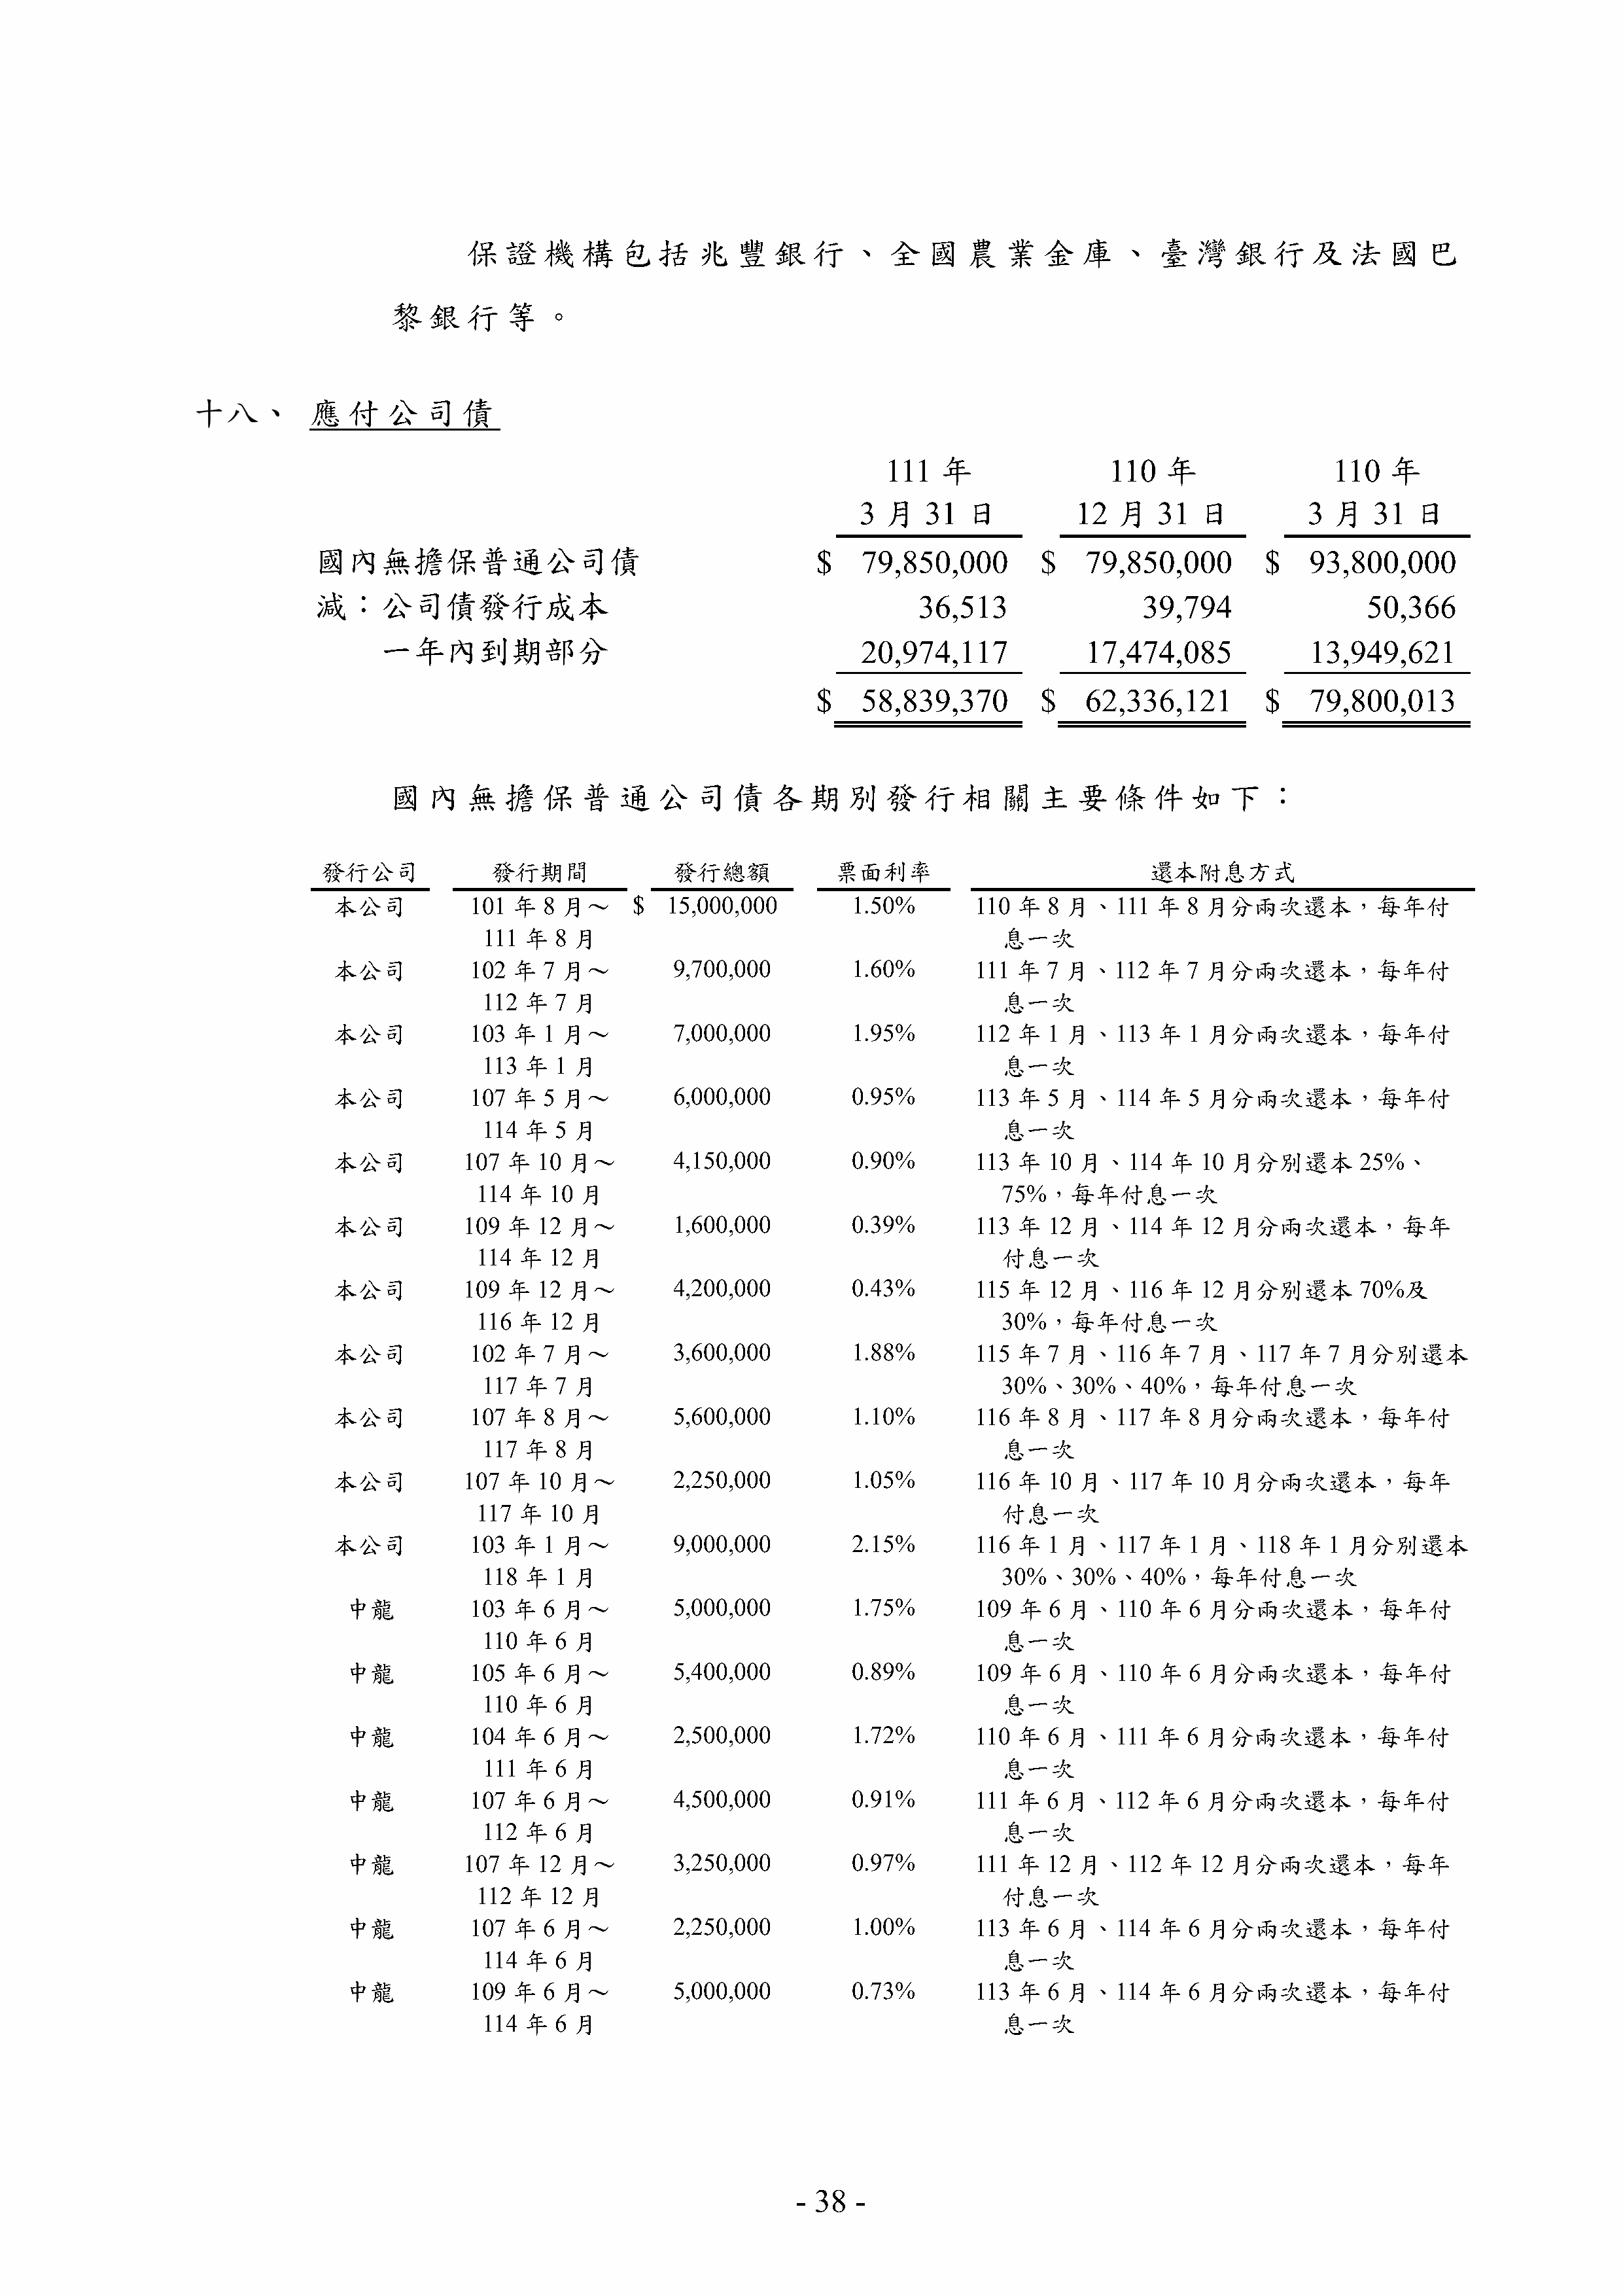 保證機構包括兆豐銀行、全國農業金庫、臺灣銀行及法國巴
黎銀行等。
十八、 應付公司債
111 年 110 年 110 年
3 月 31 日 12 月 31 日 3 月 31 日
國內無擔保普通公司債 $ 79,850,000 $ 79,850,000 $ 93,800,000
減：公司債發行成本 36,513 39,794 50,366
一年內到期部分 20,974,117 17,474,085 13,949,621
$ 58,839,370 $ 62,336,121 $ 79,800,013
國內無擔保普通公司債各期別發行相關主要條件如下：
發行公司 發行期間 發行總額 票面利率 還本附息方式
本公司 101 年 8 月～ $ 15,000,000 1.50% 110 年 8 月、111 年 8 月分兩次還本，每年付
111 年 8 月 息一次
本公司 102 年 7 月～ 9,700,000 1.60% 111 年 7 月、112 年 7 月分兩次還本，每年付
112 年 7 月 息一次
本公司 103 年 1 月～ 7,000,000 1.95% 112 年 1 月、113 年 1 月分兩次還本，每年付
113 年 1 月 息一次
本公司 107 年 5 月～ 6,000,000 0.95% 113 年 5 月、114 年 5 月分兩次還本，每年付
114 年 5 月 息一次
本公司 107 年 10 月～ 4,150,000 0.90% 113 年 10 月、114 年 10 月分別還本 25%、
114 年 10 月 75%，每年付息一次
本公司 109 年 12 月～ 1,600,000 0.39% 113 年 12 月、114 年 12 月分兩次還本，每年
114 年 12 月 付息一次
本公司 109 年 12 月～ 4,200,000 0.43% 115 年 12 月、116 年 12 月分別還本 70%及
116 年 12 月 30%，每年付息一次
本公司 102 年 7 月～ 3,600,000 1.88% 115 年 7 月、116 年 7 月、117 年 7 月分別還本
117 年 7 月 30%、30%、40%，每年付息一次
本公司 107 年 8 月～ 5,600,000 1.10% 116 年 8 月、117 年 8 月分兩次還本，每年付
117 年 8 月 息一次
本公司 107 年 10 月～ 2,250,000 1.05% 116 年 10 月、117 年 10 月分兩次還本，每年
117 年 10 月 付息一次
本公司 103 年 1 月～ 9,000,000 2.15% 116 年 1 月、117 年 1 月、118 年 1 月分別還本
118 年 1 月 30%、30%、40%，每年付息一次
中龍 103 年 6 月～ 5,000,000 1.75% 109 年 6 月、110 年 6 月分兩次還本，每年付
110 年 6 月 息一次
中龍 105 年 6 月～ 5,400,000 0.89% 109 年 6 月、110 年 6 月分兩次還本，每年付
110 年 6 月 息一次
中龍 104 年 6 月～ 2,500,000 1.72% 110 年 6 月、111 年 6 月分兩次還本，每年付
111 年 6 月 息一次
中龍 107 年 6 月～ 4,500,000 0.91% 111 年 6 月、112 年 6 月分兩次還本，每年付
112 年 6 月 息一次
中龍 107 年 12 月～ 3,250,000 0.97% 111 年 12 月、112 年 12 月分兩次還本，每年
112 年 12 月 付息一次
中龍 107 年 6 月～ 2,250,000 1.00% 113 年 6 月、114 年 6 月分兩次還本，每年付
114 年 6 月 息一次
中龍 109 年 6 月～ 5,000,000 0.73% 113 年 6 月、114 年 6 月分兩次還本，每年付
114 年 6 月 息一次
- 38 -